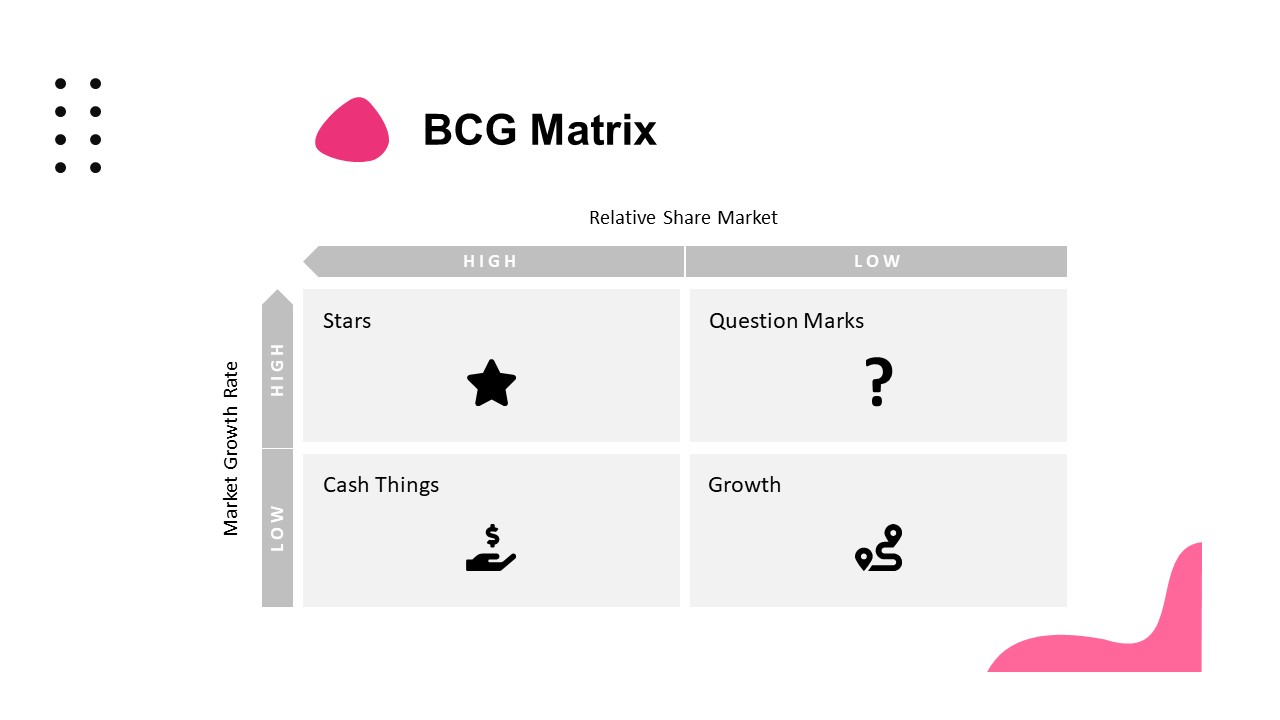 BCG Matrix
Relative Share Market
HIGH
LOW
Market Growth Rate
HIGH
Stars
Question Marks
?
LOW
Cash Things
$
Growth